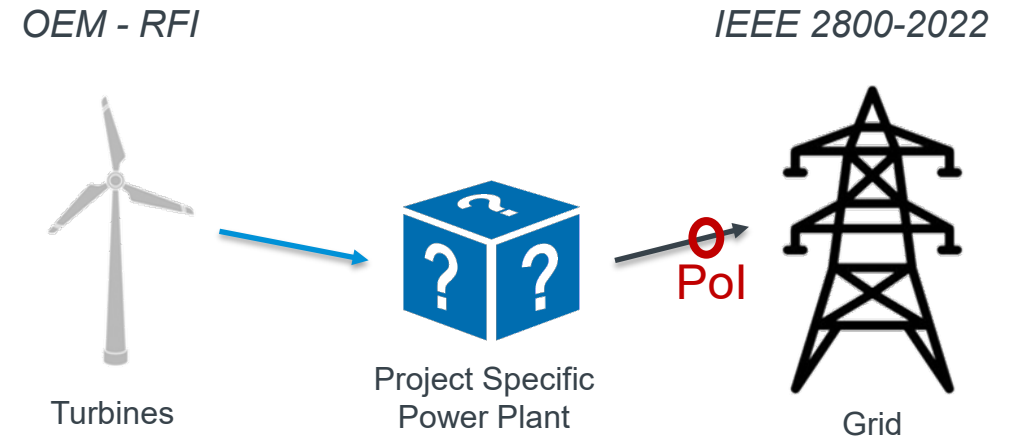 OEM - RFI
IEEE 2800-2022
?
? ?
PoI
Project Specific
Power Plant
Turbines
Grid